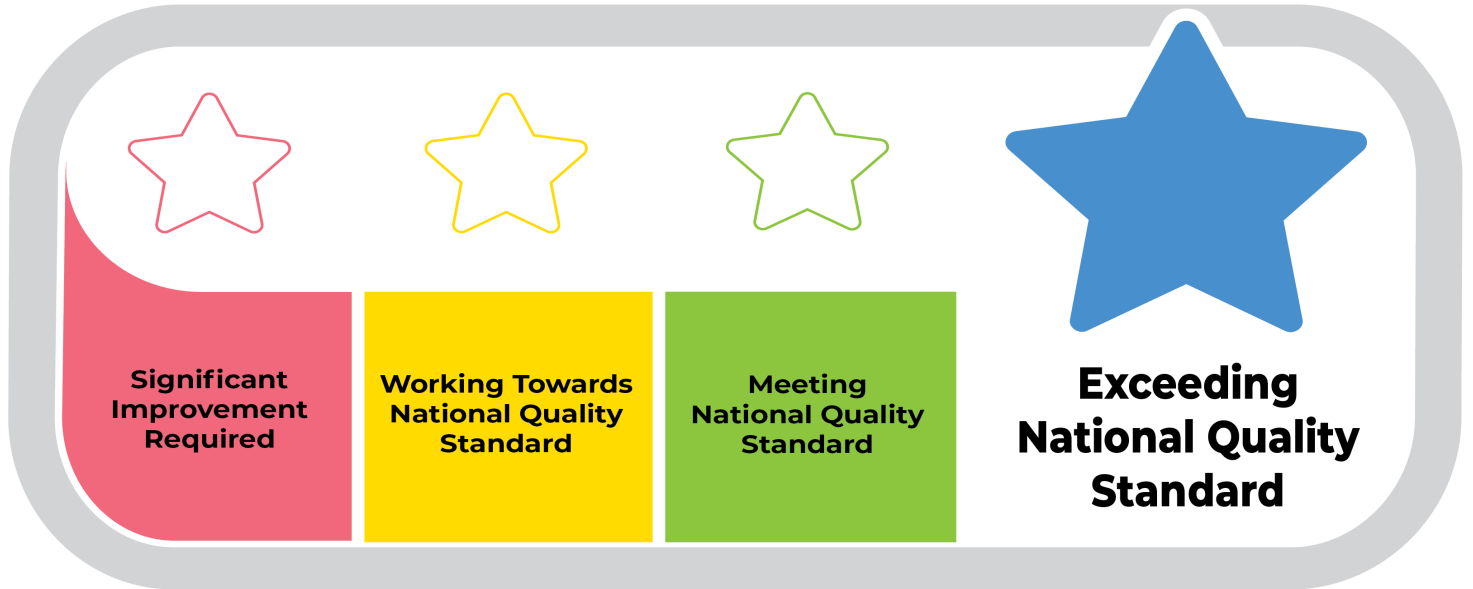 Significant
Improvement
Required
Working Towards
National Quality
Standard
Meeting
National Quality
Standard
Exceeding
National Quality
Standard